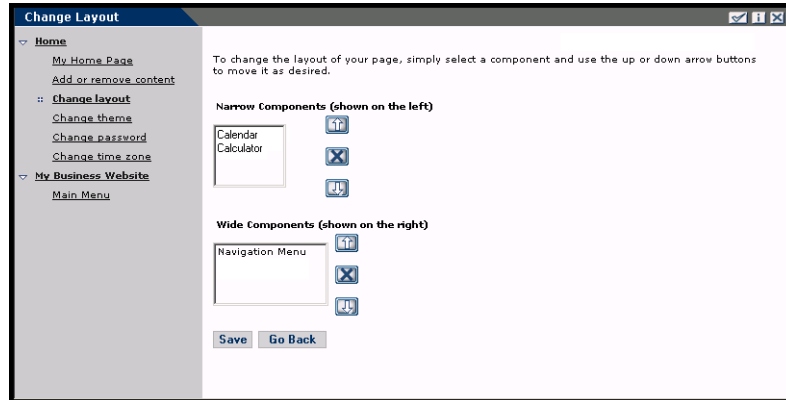 Change Layout
Home
My Home Page
Add or remove content
Change layout
Change theme
Change password
Change time zone
My Business Website
Main Menu
To change the layout of your page, simply select a component and use the up or down arrow buttons
to move it as desired.
Narrow Components (shown on the left)
Calendar
Calculator
Wide Components (shown on the right)
Navigation Menu
Save Go Back